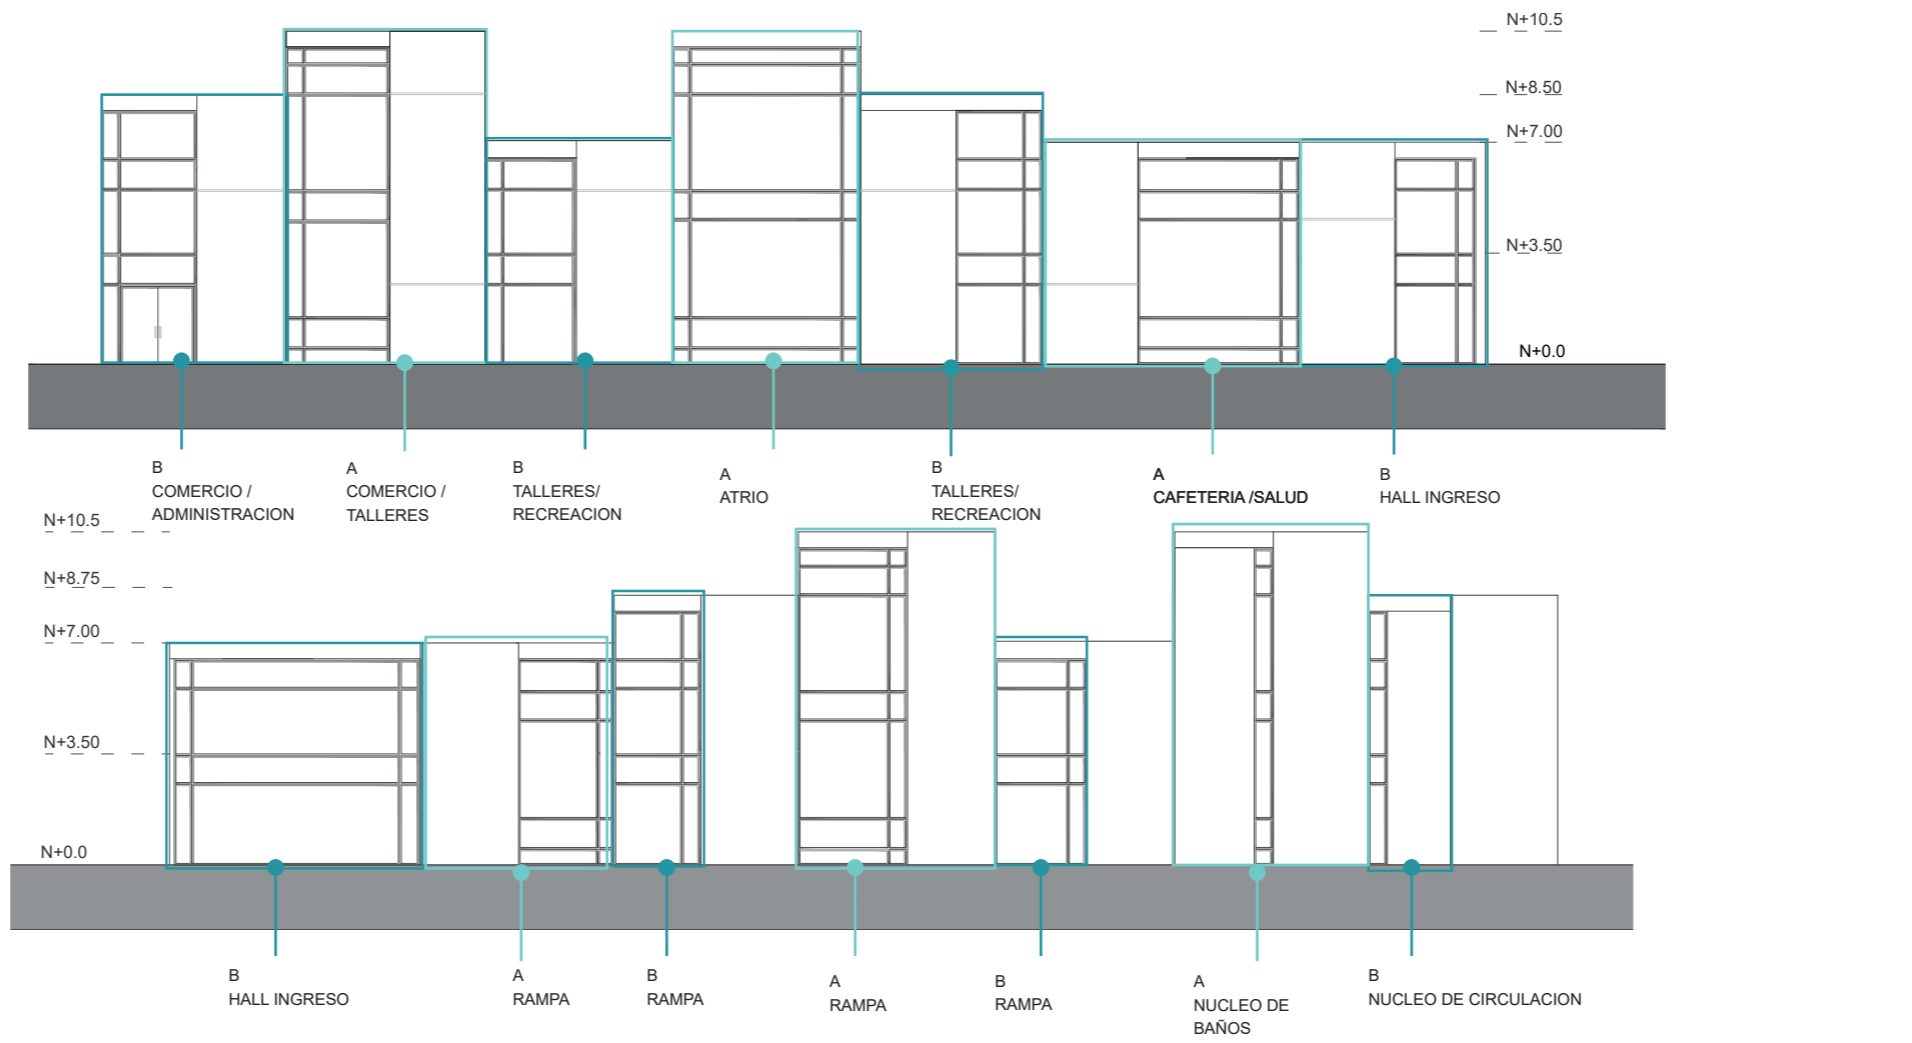 N+10.5
N+8.50
N+7.00
N+3.50
N+0.0
B
COMERCIO /
ADMINISTRACION
A
COMERCIO /
TALLERES
B
TALLERES/
RECREACION
A
ATRIO
B
TALLERES/
RECREACION
A
CAFETERIA /SALUD
B
HALL INGRESO
N+10.5
N+8.75
N+7.00
N+3.50
N+0.0
B
HALL INGRESO
A
RAMPA
B
RAMPA
A
RAMPA
B
RAMPA
A
NUCLEO DE
BAÑOS
B
NUCLEO DE CIRCULACION